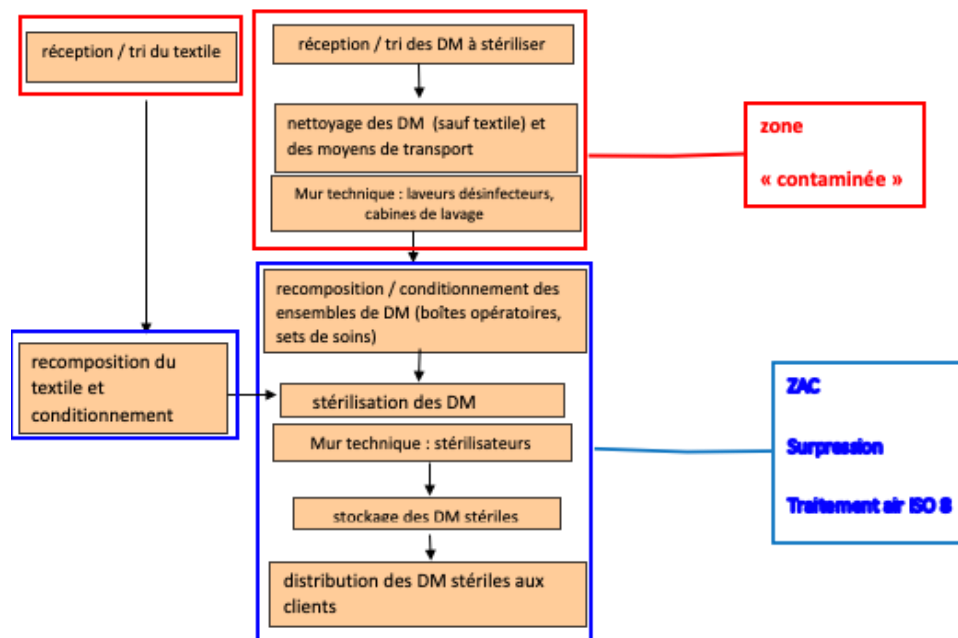 réception / tri du textile
réception / tri des DM à stériliser
nettoyage des DM (sauf textile) et
des moyens de transport
Mur technique : laveurs désinfecteurs,
cabines de lavage
zone
« contaminée »
recomposition / conditionnement des
ensembles de DM (boîtes opératoires,
sets de soins)
recomposition du
textile et
conditionnement
stérilisation des DM
Mur technique : stérilisateurs
stockage des DM stériles
distribution des DM stériles aux
clients
ZAC
Surpression
Traitement air ISO 8